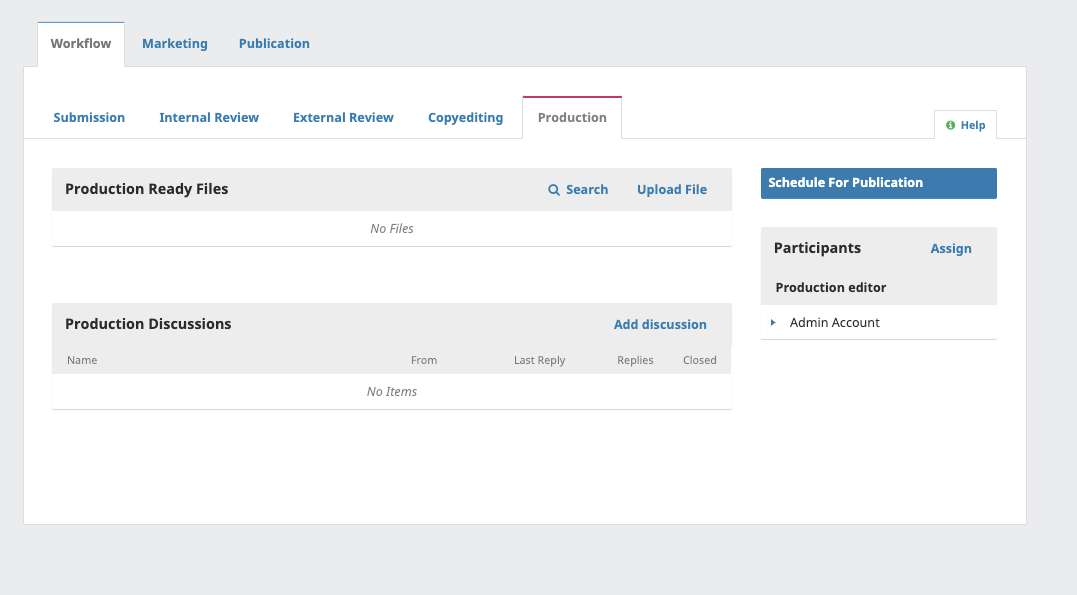 Workflow Marketing Publication
Submission Internal Review External Review Copyediting Production
Help
Production Ready Files Search Upload File
No Files
Production Discussions Add discussion
Name From Last Reply Replies Closed
No Items
Schedule For Publication
Participants Assign
Production editor
Admin Account